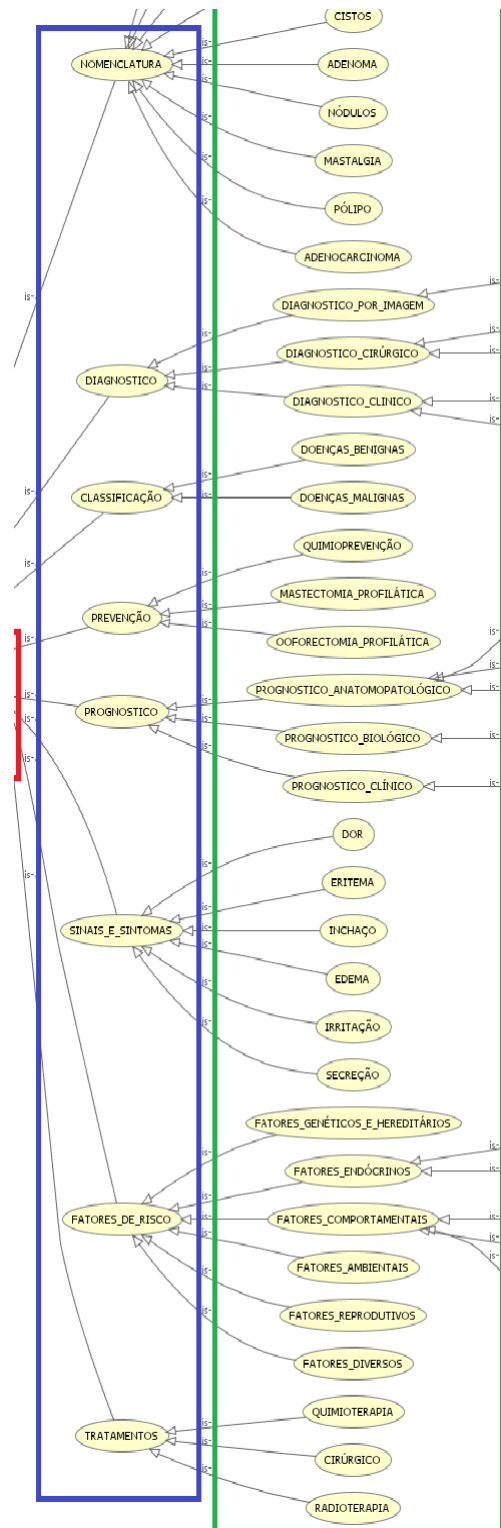 CISTOS
NOMENCLATURA
ADENOMA
NÓDULOS
MASTALGIA
PÓLIPO
ADENOCARCINOMA
DIAGNOSTICO_POR_IMAGEM
DIAGNOSTICO
DIAGNOSTICO_CIRÚRGICO
DIAGNOSTICO_CLINICO
DOENÇAS_BENIGNAS
CLASSIFICAÇÃO
DOENÇAS_MALIGNAS
QUIMIOPREVENÇÃO
MASTECTOMIA_PROFILÁTICA
PREVENÇÃO
OOFORECTOMIA_PROFILÁTICA
PROGNOSTICO_ANATOMOPATOLÓGICO
PROGNOSTICO
PROGNOSTICO_BIOLÓGICO
PROGNOSTICO_CLÍNICO
DOR
ERITEMA
SINAIS_E_SINTOMAS
INCHAÇO
EDEMA
IRRITAÇÃO
SECREÇÃO
FATORES_GENÉTICOS_E_HEREDITÁRIOS
FATORES_ENDÓCRINOS
FATORES_DE_RISCO
FATORES_COMPORTAMENTAIS
FATORES_AMBIENTAIS
FATORES_REPRODUTIVOS
FATORES_DIVERSOS
QUIMIOTERAPIA
TRATAMENTOS
CIRÚRGICO
RADIOTERAPIA